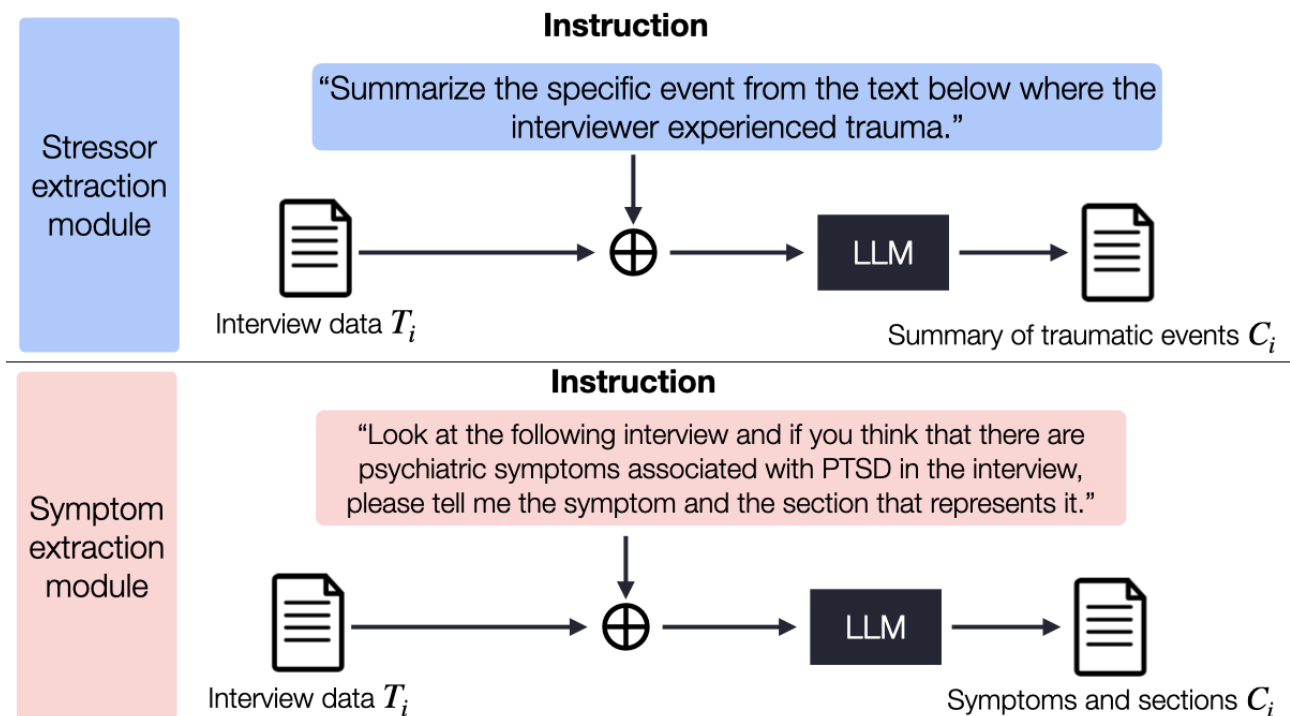 Stressor
extraction
module
Instruction
“Summarize the specific event from the text below where the
interviewer experienced trauma.”
LLM
Interview data T_i
Summary of traumatic events C_i
Symptom
extraction
module
Instruction
“Look at the following interview and if you think that there are
psychiatric symptoms associated with PTSD in the interview,
please tell me the symptom and the section that represents it.”
LLM
Interview data T_i
Symptoms and sections C_i